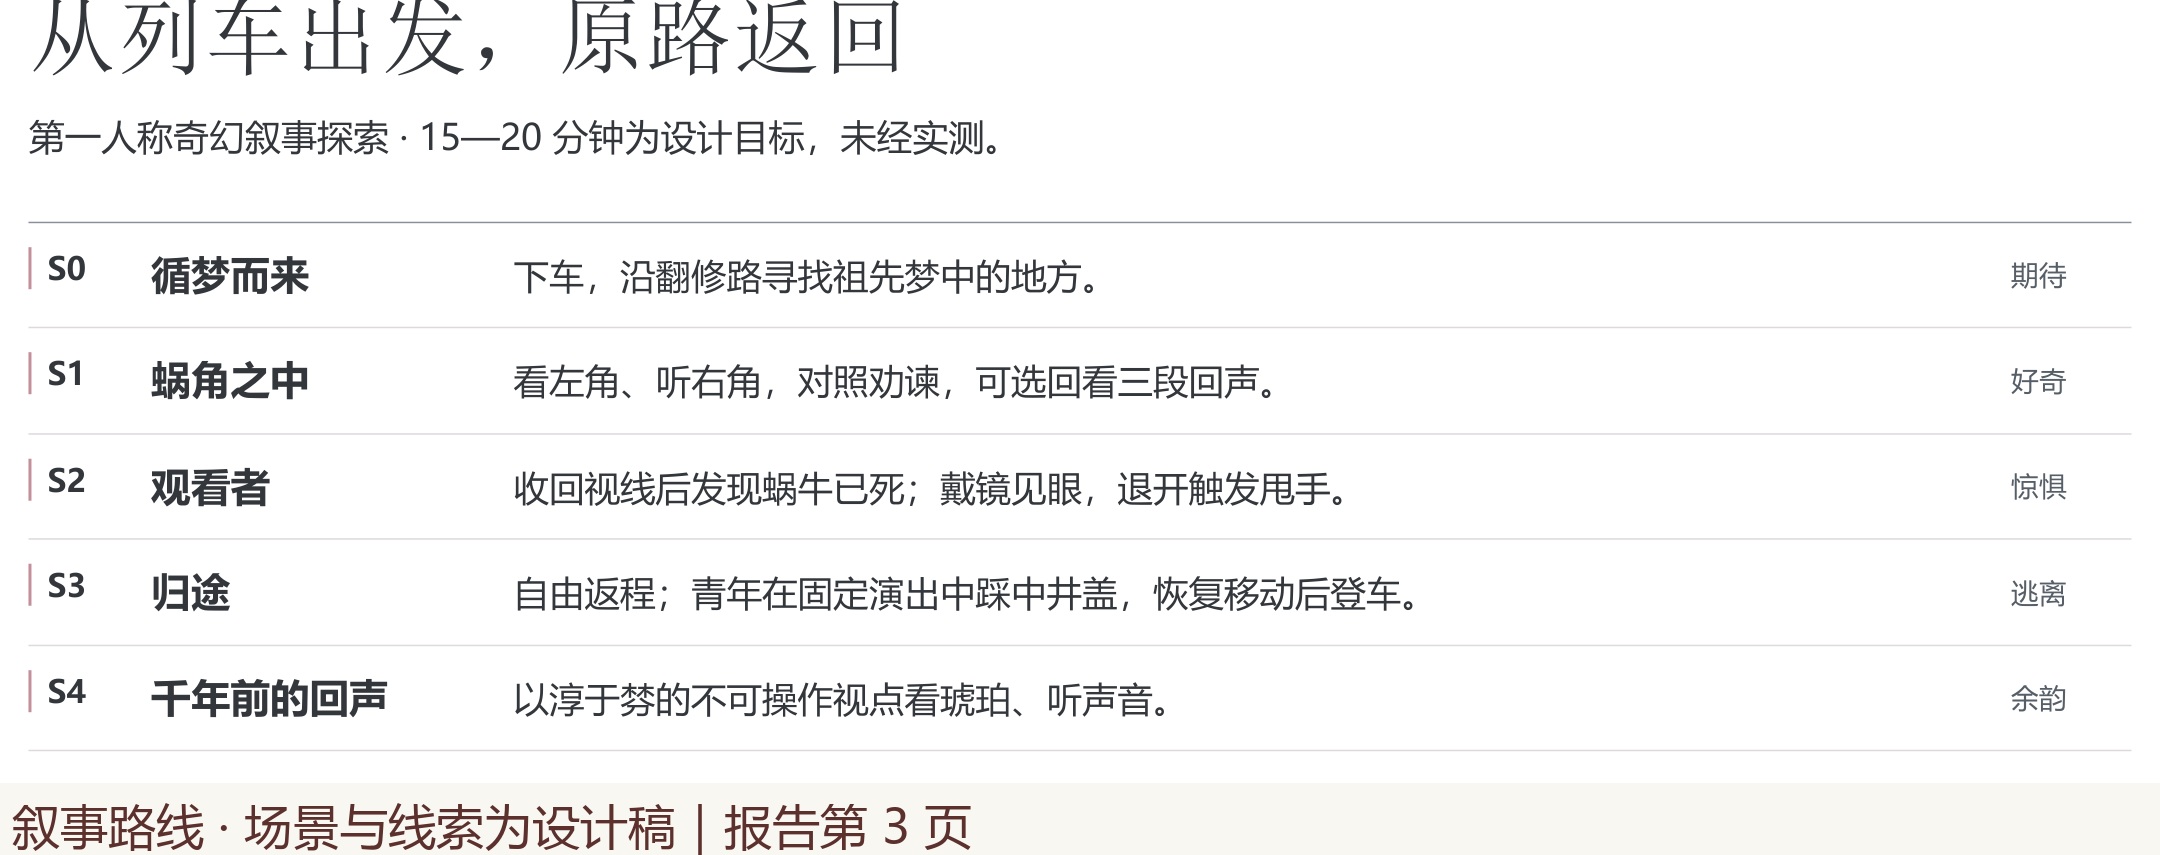 从列车出发，原路返回
第一人称奇幻叙事探索 · 15—20 分钟为设计目标，未经实测。
S0 循梦而来 下车，沿翻修路寻找祖先梦中的地方。 期待
S1 蜗角之中 看左角、听右角，对照劝谏，可选回看三段回声。 好奇
S2 观看者 收回视线后发现蜗牛已死；戴镜见眼，退开触发甩手。 惊惧
S3 归途 自由返程；青年在固定演出中踩中井盖，恢复移动后登车。 逃离
S4 千年前的回声 以淳于棼的不可操作视点看琥珀、听声音。 余韵
叙事路线 · 场景与线索为设计稿｜报告第 3 页